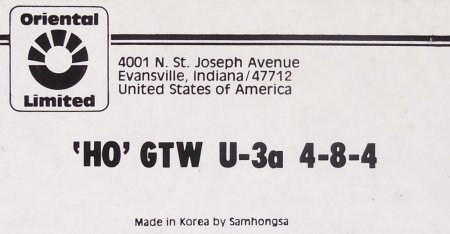 Oriental
Limited
4001 N. St. Joseph Avenue
Evansville, Indiana/47712
United States of America
'HO' GTW U-3a 4-8-4
Made in Korea by Samhongsa